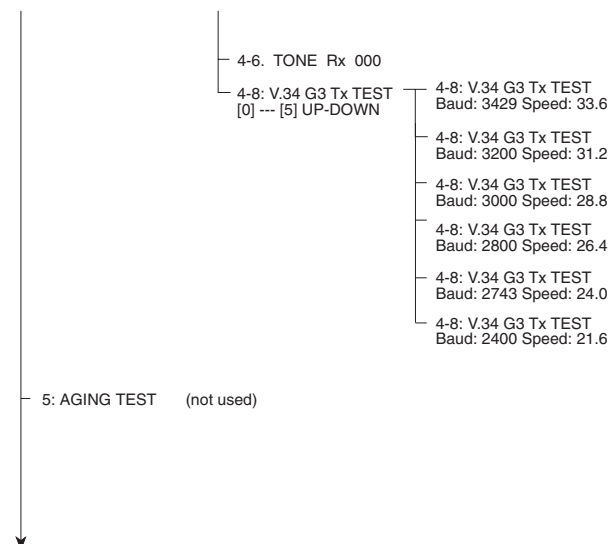 4-6. TONE Rx 000
4-8: V.34 G3 Tx TEST
[0] --- [5] UP-DOWN
4-8: V.34 G3 Tx TEST
Baud: 3429 Speed: 33.6
4-8: V.34 G3 Tx TEST
Baud: 3200 Speed: 31.2
4-8: V.34 G3 Tx TEST
Baud: 3000 Speed: 28.8
4-8: V.34 G3 Tx TEST
Baud: 2800 Speed: 26.4
4-8: V.34 G3 Tx TEST
Baud: 2743 Speed: 24.0
4-8: V.34 G3 Tx TEST
Baud: 2400 Speed: 21.6
5: AGING TEST (not used)